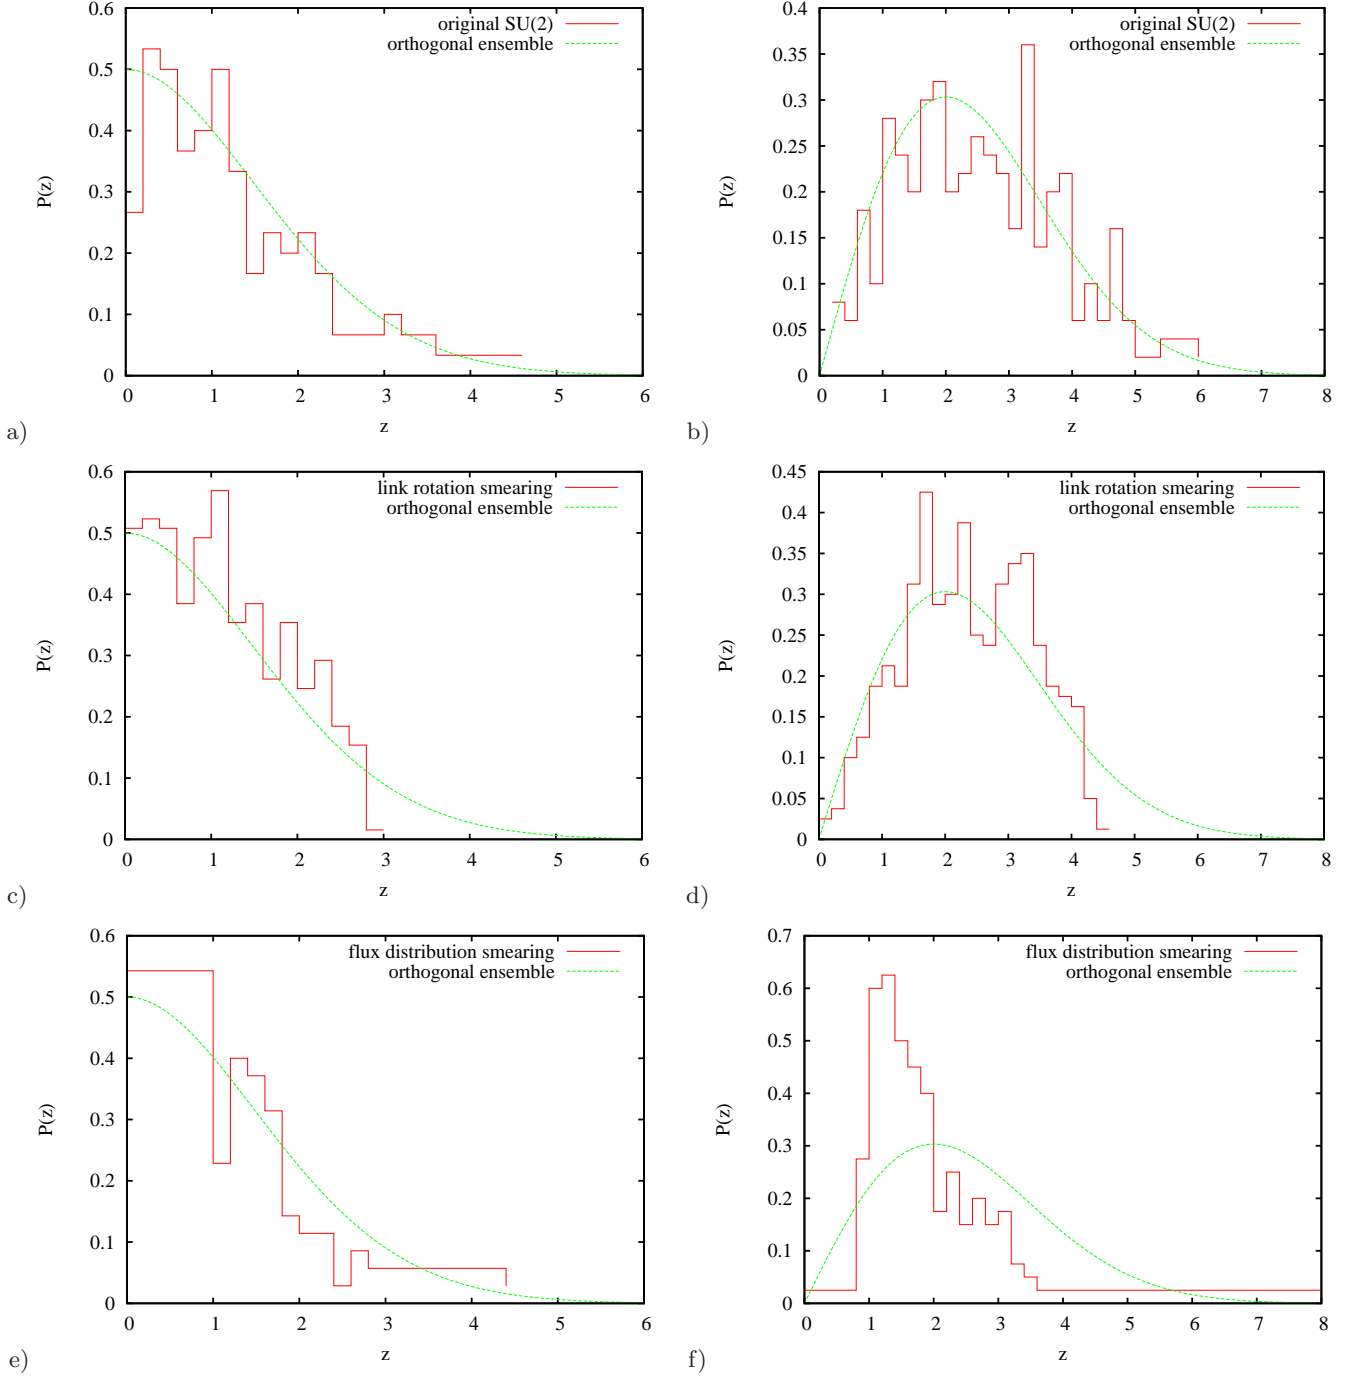 0.6
0.5
0.4
0.3
0.2
0.1
0
P(z)
original SU(2)
orthogonal ensemble
0 1 2 3 4 5 6
z
a)
0.4
0.35
0.3
0.25
0.2
0.15
0.1
0.05
0
P(z)
original SU(2)
orthogonal ensemble
0 1 2 3 4 5 6 7 8
z
b)
0.6
0.5
0.4
0.3
0.2
0.1
0
P(z)
link rotation smearing
orthogonal ensemble
0 1 2 3 4 5 6
z
c)
0.45
0.4
0.35
0.3
0.25
0.2
0.15
0.1
0.05
0
P(z)
link rotation smearing
orthogonal ensemble
0 1 2 3 4 5 6 7 8
z
d)
0.6
0.5
0.4
0.3
0.2
0.1
0
P(z)
flux distribution smearing
orthogonal ensemble
0 1 2 3 4 5 6
z
e)
0.7
0.6
0.5
0.4
0.3
0.2
0.1
0
P(z)
flux distribution smearing
orthogonal ensemble
0 1 2 3 4 5 6 7 8
z
f)